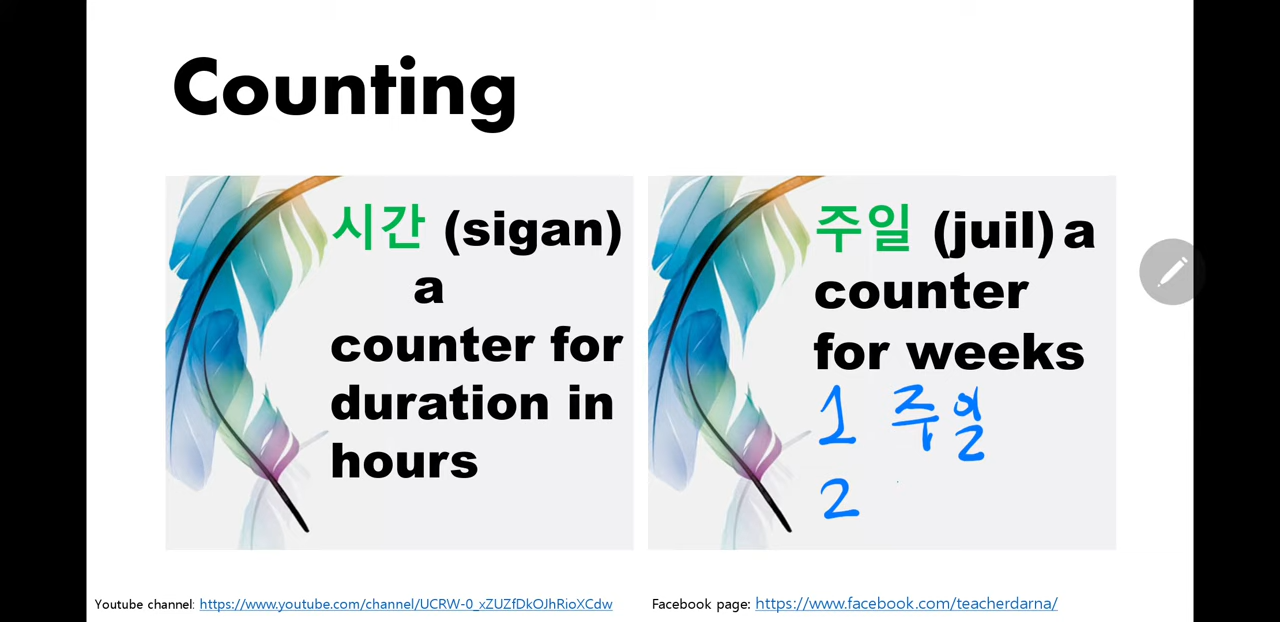 Counting
시간 (sigan)
a
counter for
duration in
hours
주일 (juil) a
counter
for weeks
1 주일
2
Youtube channel: https://www.youtube.com/channel/UCRW-0_xZUZfDkOJhRioXCdw
Facebook page: https://www.facebook.com/teacherdarna/